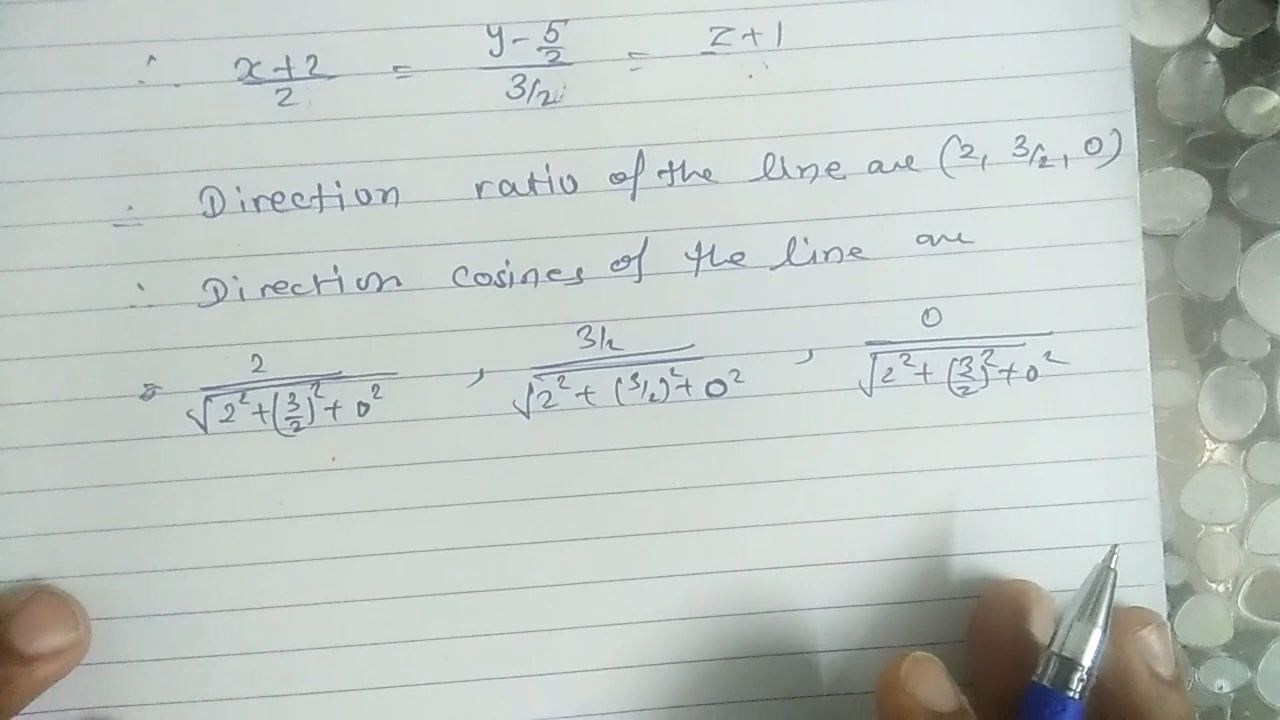 ∴ x+2/2 = y-5/2/3/2 = z+1
∴ Direction ratio of the line are (2, 3/2, 0)
∴ Direction cosines of the line are
= 2/√2²+(3/2)²+0² , 3/2/√2²+(3/2)²+0² , 0/√2²+(3/2)²+0²